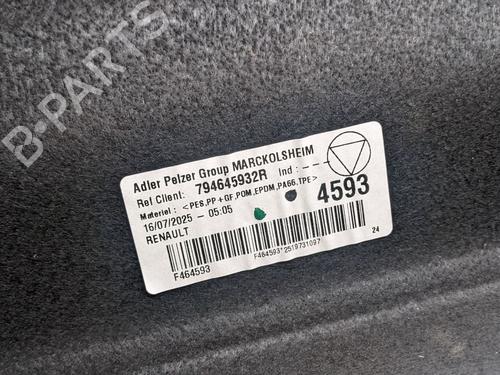 B-PARTS
Adler Pelzer Group MARCKOLSHEIM
Ref Client: 794645932R Ind : ---
Materiel : <PES,PP+GF,POM,EPDM,PA66,TPE> 4593
16/07/2025 - 05:05
RENAULT
F464593 F464593*2519731097 24